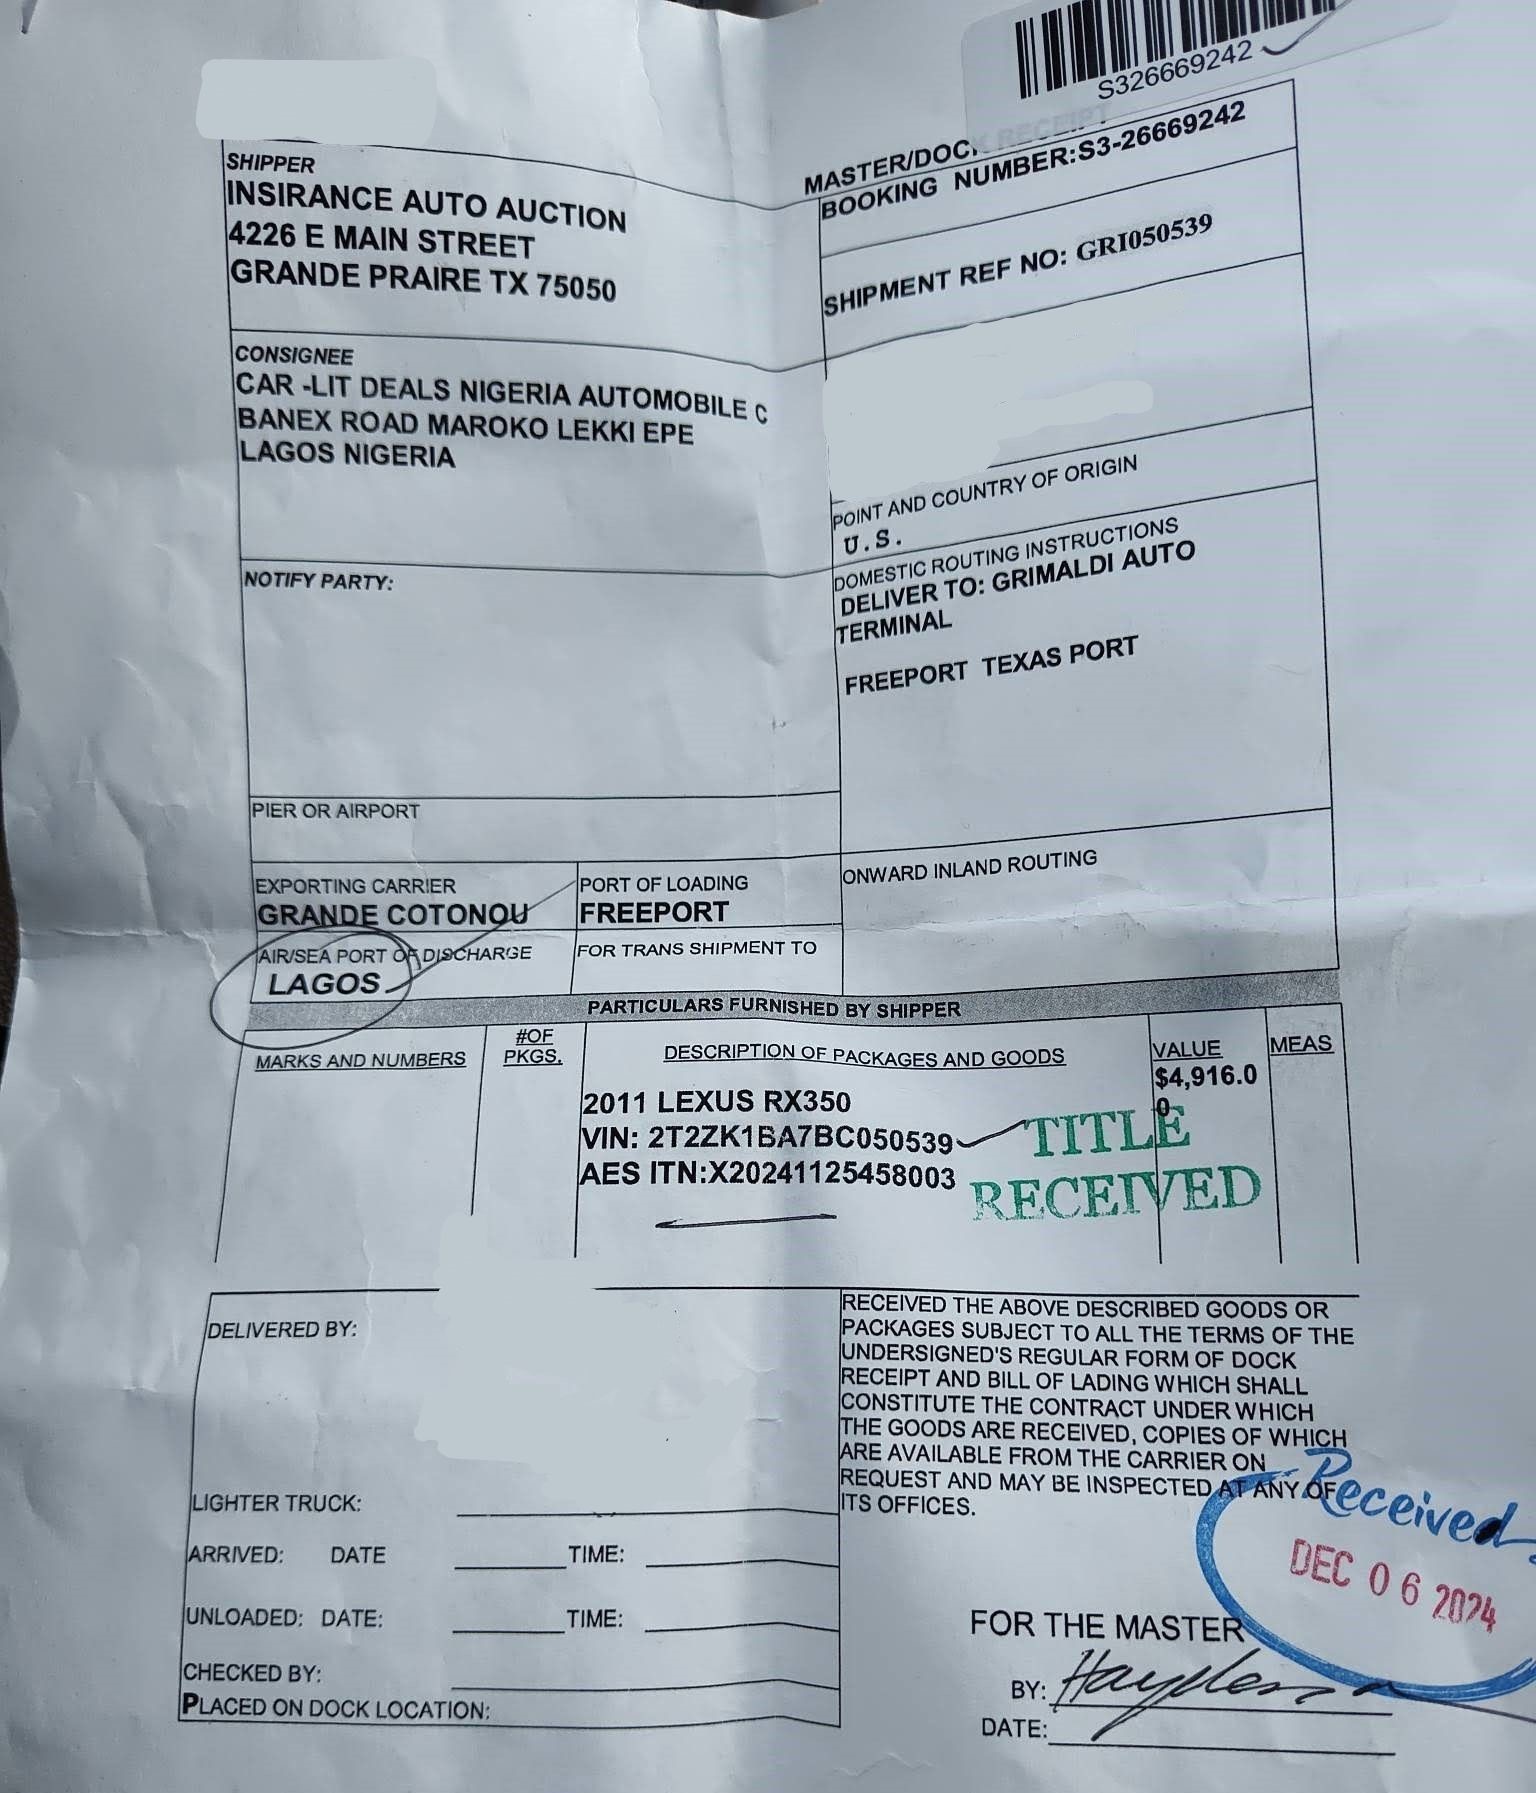 S326669242
MASTER/DOCK RECEIPT
SHIPPER
INSIRANCE AUTO AUCTION
4226 E MAIN STREET
GRANDE PRAIRE TX 75050
BOOKING NUMBER:S3-26669242
SHIPMENT REF NO: GRI050539
CONSIGNEE
CAR -LIT DEALS NIGERIA AUTOMOBILE C
BANEX ROAD MAROKO LEKKI EPE
LAGOS NIGERIA
POINT AND COUNTRY OF ORIGIN
U.S.
NOTIFY PARTY:
DOMESTIC ROUTING INSTRUCTIONS
DELIVER TO: GRIMALDI AUTO
TERMINAL
FREEPORT TEXAS PORT
PIER OR AIRPORT
EXPORTING CARRIER
GRANDE COTONOU
PORT OF LOADING
FREEPORT
ONWARD INLAND ROUTING
AIR/SEA PORT OF DISCHARGE
LAGOS
FOR TRANS SHIPMENT TO
PARTICULARS FURNISHED BY SHIPPER
MARKS AND NUMBERS
#OF
PKGS.
DESCRIPTION OF PACKAGES AND GOODS
VALUE
MEAS
$4,916.0
0
2011 LEXUS RX350
VIN: 2T2ZK1BA7BC050539
AES ITN:X20241125458003
TITLE
RECEIVED
DELIVERED BY:
LIGHTER TRUCK:
ARRIVED: DATE TIME:
UNLOADED: DATE: TIME:
CHECKED BY:
PLACED ON DOCK LOCATION:
RECEIVED THE ABOVE DESCRIBED GOODS OR
PACKAGES SUBJECT TO ALL THE TERMS OF THE
UNDERSIGNED'S REGULAR FORM OF DOCK
RECEIPT AND BILL OF LADING WHICH SHALL
CONSTITUTE THE CONTRACT UNDER WHICH
THE GOODS ARE RECEIVED, COPIES OF WHICH
ARE AVAILABLE FROM THE CARRIER ON
REQUEST AND MAY BE INSPECTED AT ANY OF
ITS OFFICES.
Received
DEC 06 2024
FOR THE MASTER
BY:
DATE: